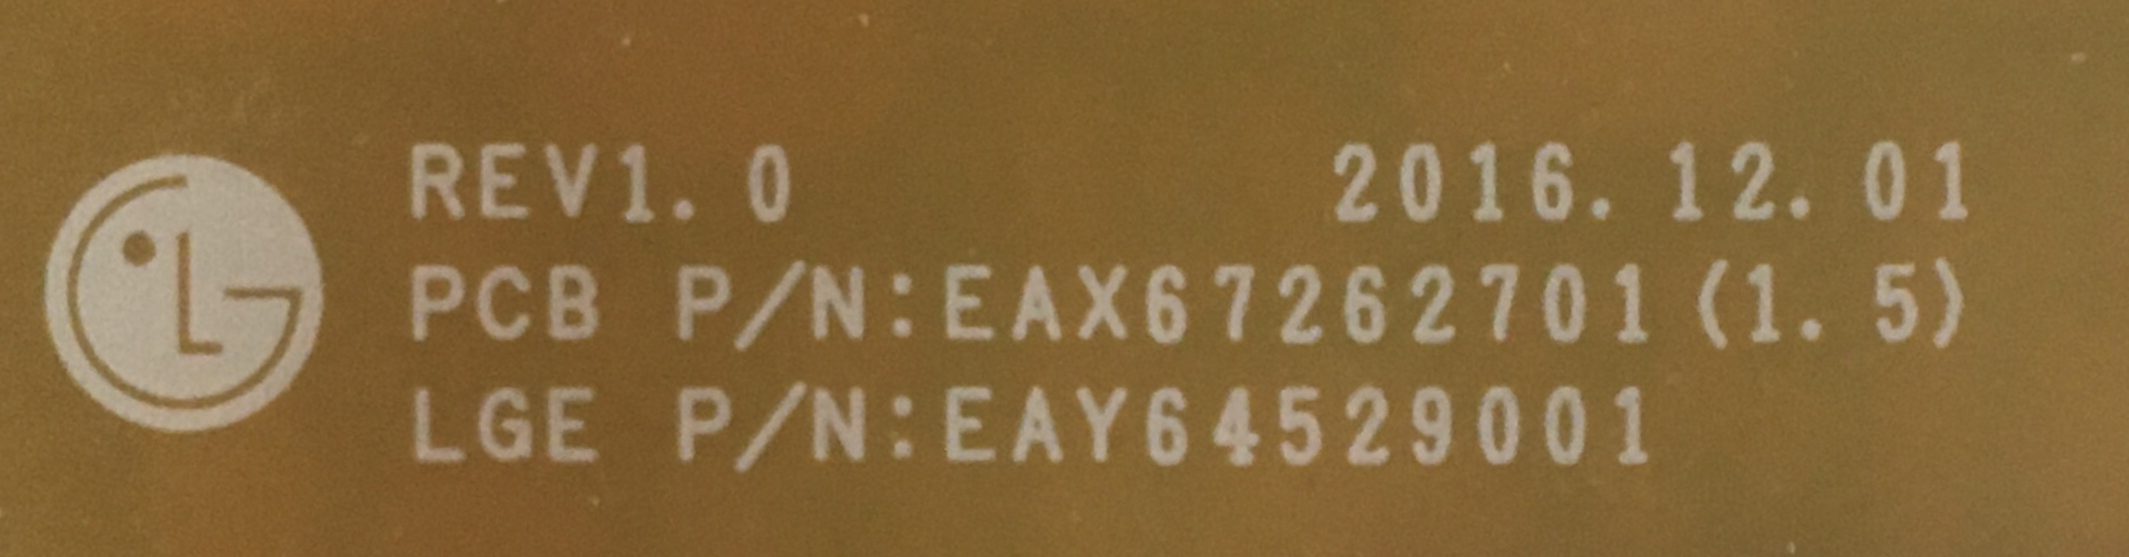 REV1.0 2016.12.01
PCB P/N:EAX67262701(1.5)
LGE P/N:EAY64529001